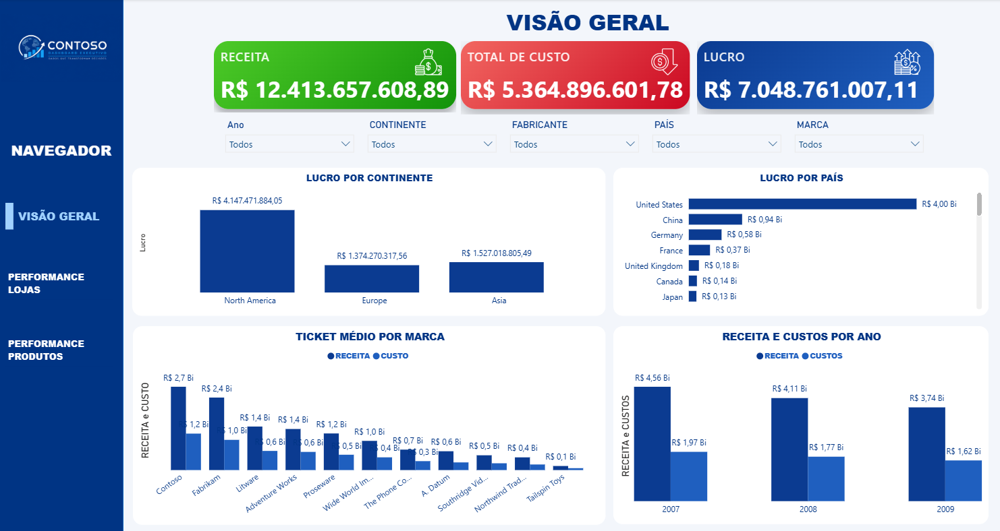 CONTOSO
DASHBOARD EXECUTIVO
DADOS QUE TRANSFORMAM DECISÕES
NAVEGADOR
VISÃO GERAL
PERFORMANCE
LOJAS
PERFORMANCE
PRODUTOS
VISÃO GERAL
RECEITA
R$ 12.413.657.608,89
TOTAL DE CUSTO
R$ 5.364.896.601,78
LUCRO
R$ 7.048.761.007,11
Ano
Todos
CONTINENTE
Todos
FABRICANTE
Todos
PAÍS
Todos
MARCA
Todos
LUCRO POR CONTINENTE
Lucro
R$ 4.147.471.884,05
R$ 1.374.270.317,56
R$ 1.527.018.805,49
North America
Europe
Asia
LUCRO POR PAÍS
United States R$ 4,00 Bi
China R$ 0,94 Bi
Germany R$ 0,58 Bi
France R$ 0,37 Bi
United Kingdom R$ 0,18 Bi
Canada R$ 0,14 Bi
Japan R$ 0,13 Bi
TICKET MÉDIO POR MARCA
RECEITA CUSTO
RECEITA e CUSTO
R$ 2,7 Bi
R$ 1,2 Bi
R$ 2,4 Bi
R$ 1,0 Bi
R$ 1,4 Bi
R$ 0,6 Bi
R$ 1,4 Bi
R$ 0,6 Bi
R$ 1,2 Bi
R$ 0,5 Bi
R$ 1,0 Bi
R$ 0,4 Bi
R$ 0,7 Bi
R$ 0,3 Bi
R$ 0,6 Bi
R$ 0,5 Bi
R$ 0,4 Bi
R$ 0,1 Bi
Contoso
Fabrikam
Litware
Adventure Works
Proseware
Wide World Im...
The Phone Co...
A. Datum
Southridge Vid...
Northwind Trad...
Tailspin Toys
RECEITA E CUSTOS POR ANO
RECEITA CUSTOS
RECEITA e CUSTOS
R$ 4,56 Bi
R$ 1,97 Bi
R$ 4,11 Bi
R$ 1,77 Bi
R$ 3,74 Bi
R$ 1,62 Bi
2007
2008
2009